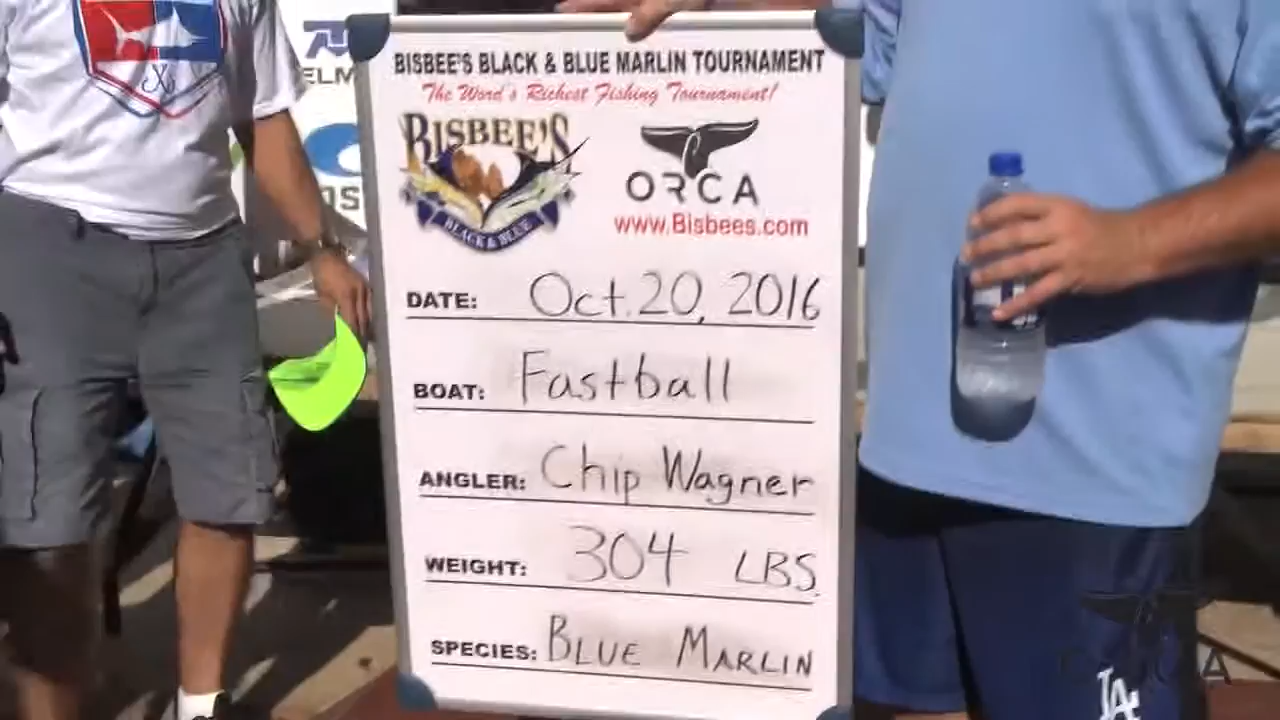 BISBEE'S BLACK & BLUE MARLIN TOURNAMENT
The Word's Richest Fishing Tournament!
BISBEE'S
BLACK & BLUE
ORCA
www.Bisbees.com
DATE: Oct. 20, 2016
BOAT: Fastball
ANGLER: Chip Wagner
WEIGHT: 304 LBS.
SPECIES: BLUE MARLIN
LA
ORCA